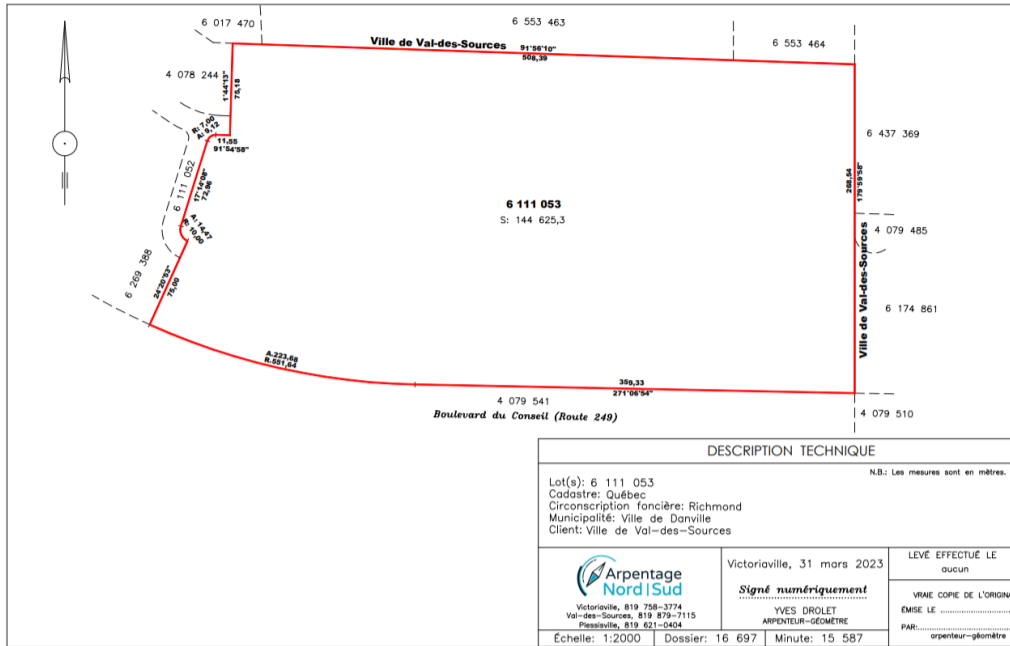 6 017 470
6 553 463
Ville de Val-des-Sources
91°56'10"
508,39
6 553 464
4 078 244
1°44'13"
75,18
R: 7,00
A: 9,12
11,55
91°54'58"
6 437 369
268,54
179°59'58"
6 111 052
17°14'08"
72,96
6 111 053
S: 144 625,3
A: 14,47
R: 10,00
4 079 485
Ville de Val-des-Sources
6 269 388
24°20'53"
75,00
6 174 861
A.223,68
R.551,64
359,33
271°06'54"
4 079 541
Boulevard du Conseil (Route 249)
4 079 510
DESCRIPTION TECHNIQUE
N.B.: Les mesures sont en mètres.
Lot(s): 6 111 053
Cadastre: Québec
Circonscription foncière: Richmond
Municipalité: Ville de Danville
Client: Ville de Val-des-Sources
Arpentage
Nord|Sud
Victoriaville, 819 758-3774
Val-des-Sources, 819 879-7115
Plessisville, 819 621-0404
Victoriaville, 31 mars 2023
Signé numériquement
YVES DROLET
ARPENTEUR-GÉOMÈTRE
LEVÉ EFFECTUÉ LE
aucun
VRAIE COPIE DE L'ORIGINA
ÉMISE LE
PAR:
arpenteur-géomètre
Échelle: 1:2000
Dossier: 16 697
Minute: 15 587